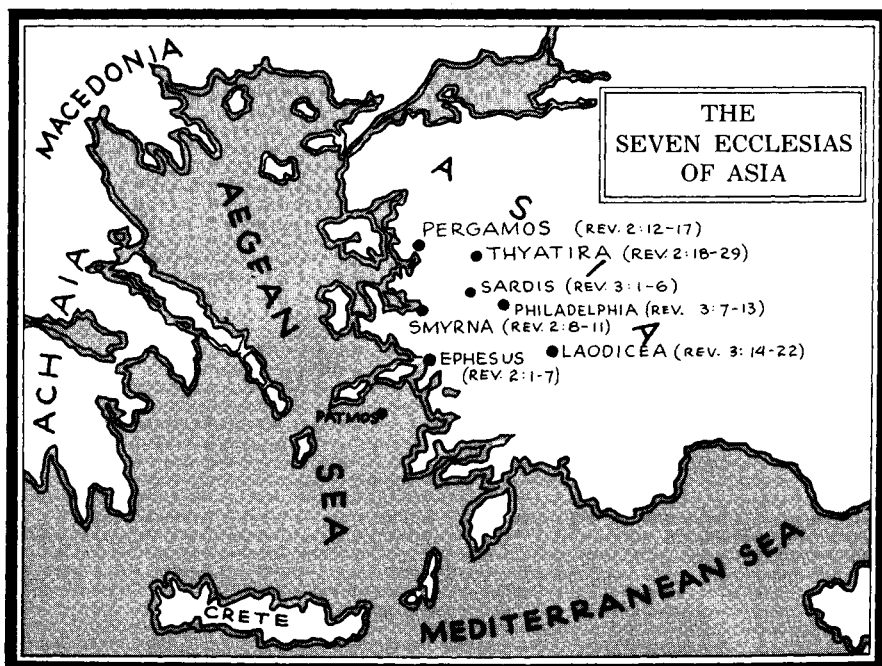 THE
SEVEN ECCLESIAS
OF ASIA
MACEDONIA
AEGEAN
SEA
ACHAIA
ASIA
PERGAMOS (REV. 2:12-17)
THYATIRA (REV. 2:18-29)
SARDIS (REV. 3:1-6)
PHILADELPHIA (REV. 3:7-13)
SMYRNA (REV. 2:8-11)
EPHESUS
(REV. 2:1-7)
LAODICEA (REV. 3:14-22)
PATMOS
CRETE
MEDITERRANEAN SEA